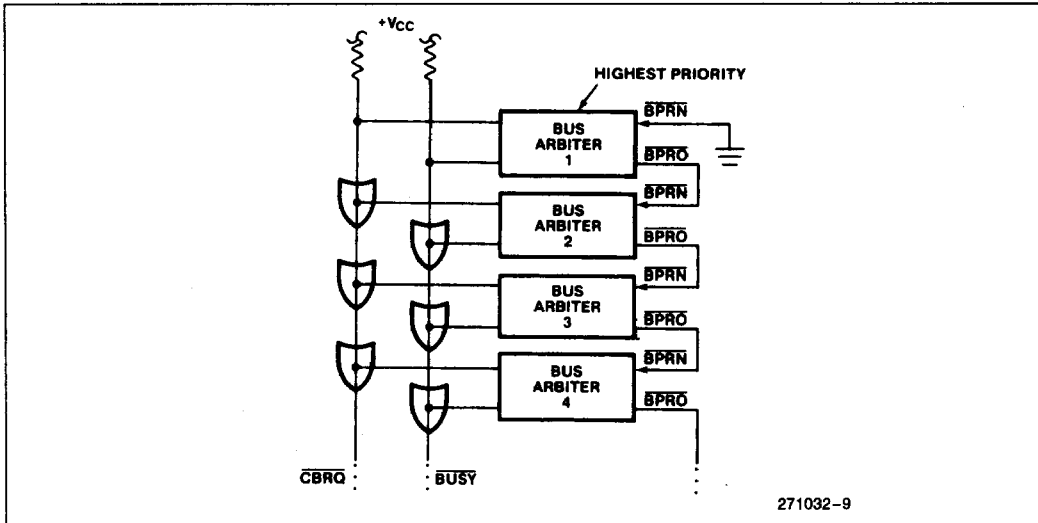 +VCC
HIGHEST PRIORITY
BUS
ARBITER
1
BPRN
BPRO
BUS
ARBITER
2
BPRN
BPRO
BUS
ARBITER
3
BPRN
BPRO
BUS
ARBITER
4
BPRN
BPRO
CBRQ
BUSY
271032-9